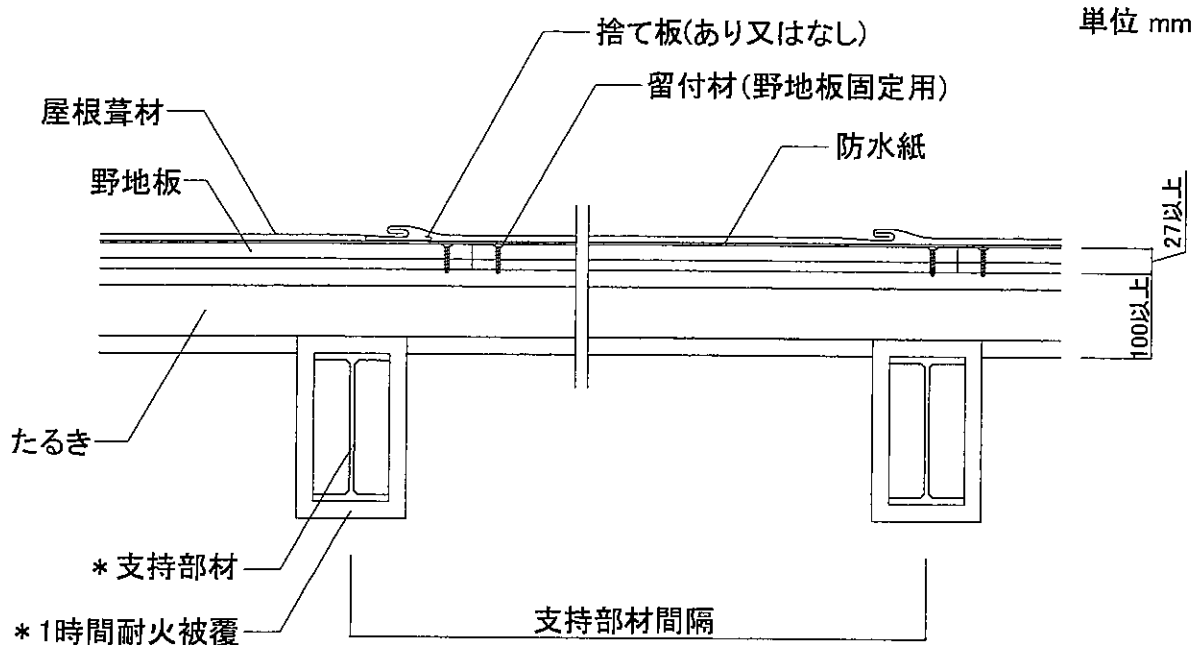 単位 mm
捨て板(あり又はなし)
留付材(野地板固定用)
屋根葺材
防水紙
野地板
27以上
100以上
たるき
*支持部材
*1時間耐火被覆
支持部材間隔